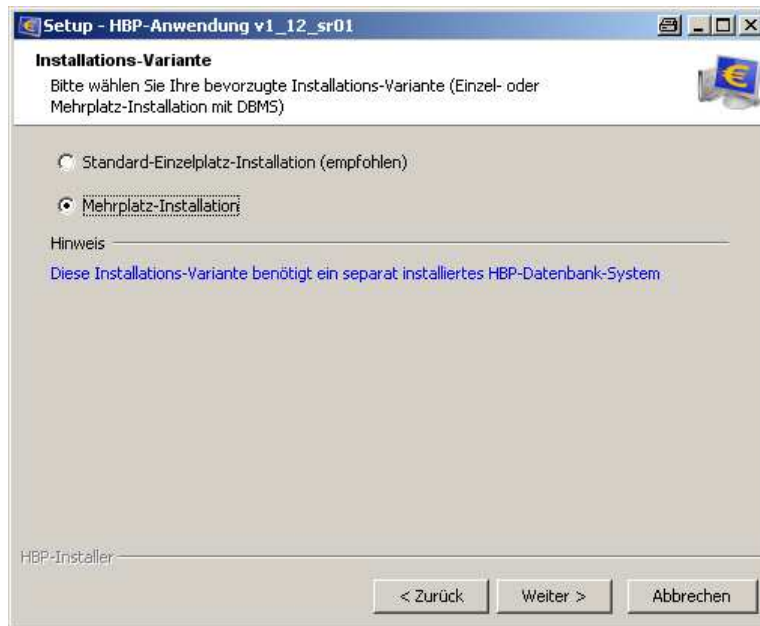 Setup - HBP-Anwendung v1_12_sr01
Installations-Variante
Bitte wählen Sie Ihre bevorzugte Installations-Variante (Einzel- oder
Mehrplatz-Installation mit DBMS)
€
Standard-Einzelplatz-Installation (empfohlen)
Mehrplatz-Installation
Hinweis
Diese Installations-Variante benötigt ein separat installiertes HBP-Datenbank-System
HBP-Installer
< Zurück
Weiter >
Abbrechen